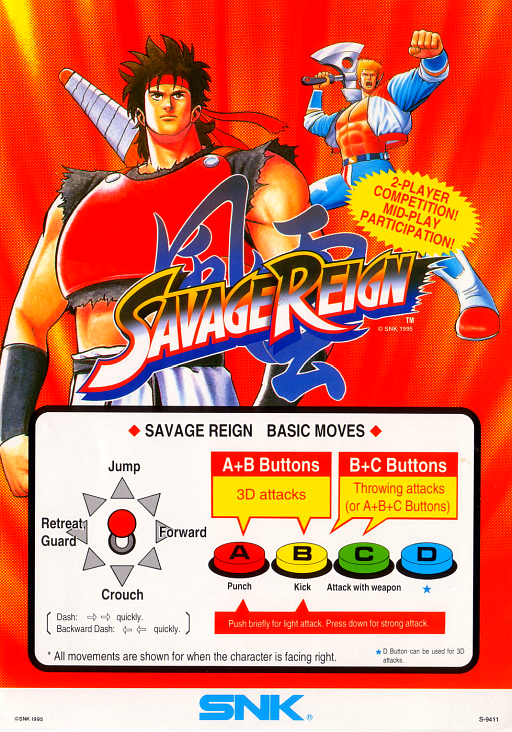 2-PLAYER
COMPETITION!
MID-PLAY
PARTICIPATION!
風雲
SAVAGE REIGN™
© SNK 1995
◆ SAVAGE REIGN BASIC MOVES ◆
Jump
Retreat
Guard
Forward
Crouch
Dash: ⇨ ⇨ quickly.
Backward Dash: ⇦ ⇦ quickly.
A+B Buttons
3D attacks
B+C Buttons
Throwing attacks
(or A+B+C Buttons)
A
B
C
D
Punch
Kick
Attack with weapon
★
Push briefly for light attack. Press down for strong attack.
* All movements are shown for when the character is facing right.
★ D Button can be used for 3D
attacks.
©SNK 1995
SNK®
S-9411